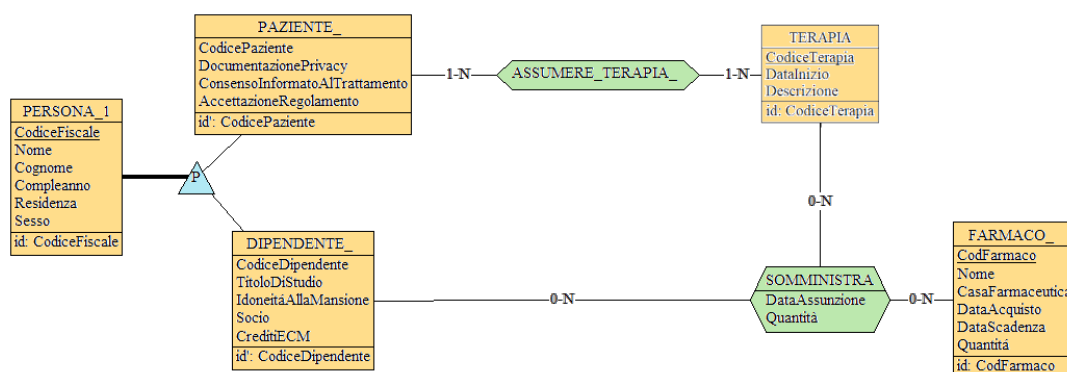 PAZIENTE_
CodicePaziente
DocumentazionePrivacy
ConsensoInformatoAlTrattamento
AccettazioneRegolamento
id': CodicePaziente
1-N
ASSUMERE_TERAPIA_
1-N
TERAPIA
CodiceTerapia
DataInizio
Descrizione
id: CodiceTerapia
PERSONA_1
CodiceFiscale
Nome
Cognome
Compleanno
Residenza
Sesso
id: CodiceFiscale
P
0-N
DIPENDENTE_
CodiceDipendente
TitoloDiStudio
IdoneitáAllaMansione
Socio
CreditiECM
id': CodiceDipendente
0-N
SOMMINISTRA
DataAssunzione
Quantità
0-N
FARMACO_
CodFarmaco
Nome
CasaFarmaceutica
DataAcquisto
DataScadenza
Quantitá
id: CodFarmaco